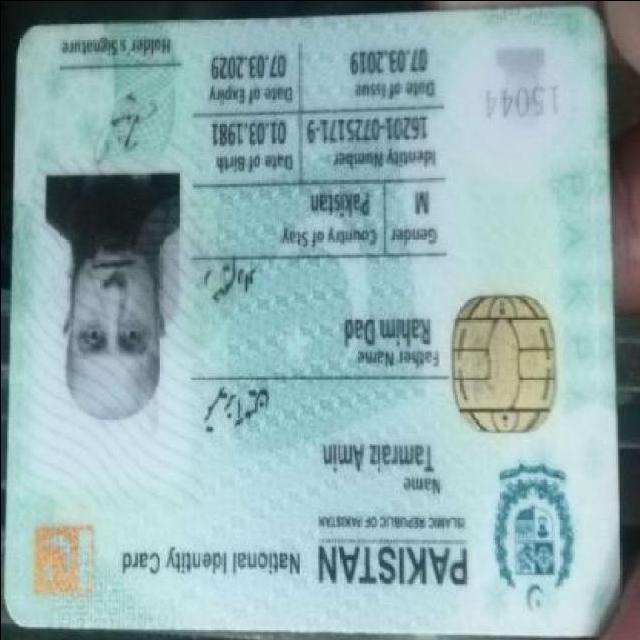 PAKISTAN National Identity Card
ISLAMIC REPUBLIC OF PAKISTAN
Name
Tamraiz Amin
Father Name
Rahim Dad
Gender Country of Stay
M Pakistan
Identity Number Date of Birth
16201-0725171-9 01.03.1981
Date of Issue Date of Expiry
07.03.2019 07.03.2029
Holder's Signature
15044